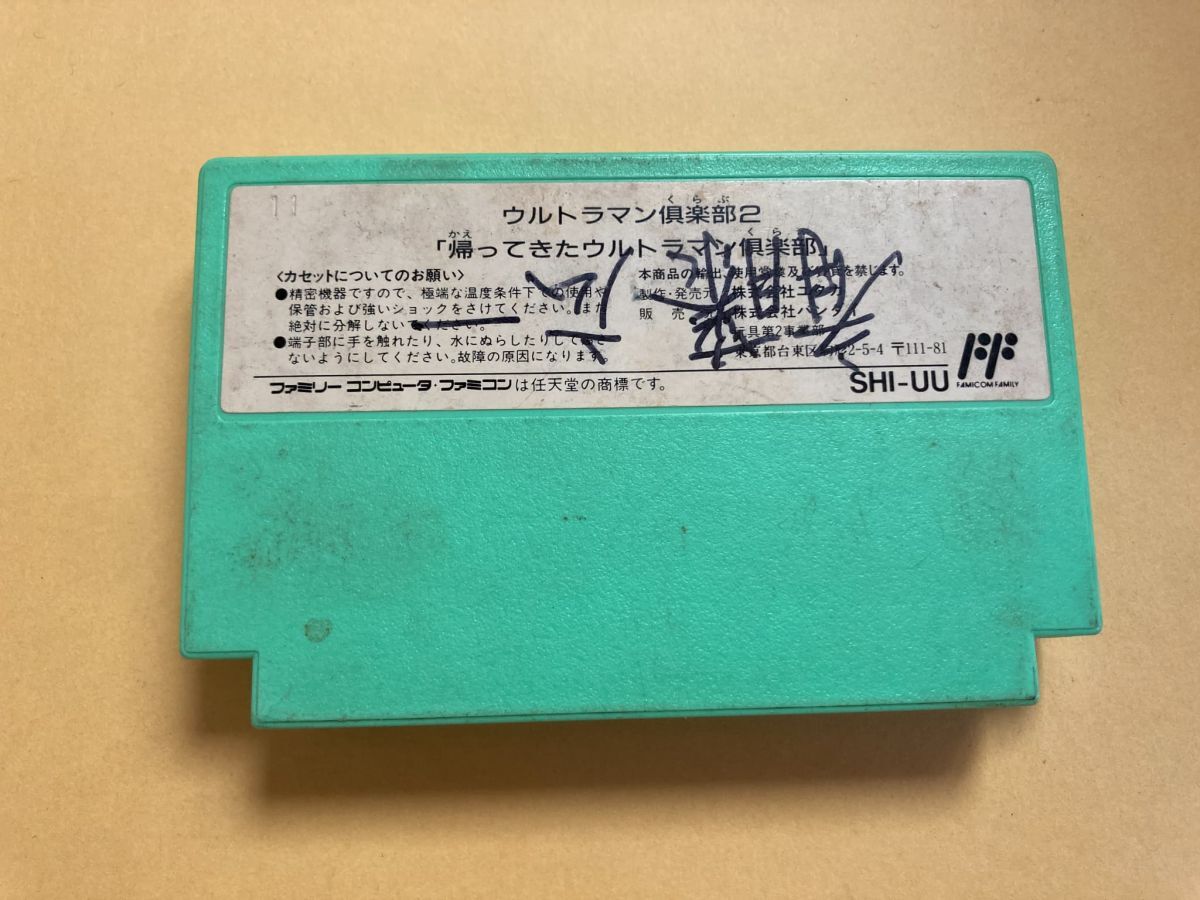 11
くらぶ
ウルトラマン倶楽部2
かえ くら
「帰ってきたウルトラマン倶楽部」
〈カセットについてのお願い〉
●精密機器ですので、極端な温度条件下での使用や
保管および強いショックをさけてください。また
絶対に分解しないでください。
●端子部に手を触れたり、水にぬらしたりして
ないようにしてください。故障の原因になります。
本商品の輸出、使用営業及び賃貸を禁じます。
製作・発売元 株式会社ユタカ
販売元 株式会社バンダイ
玩具第2事業部
東京都台東区 2-5-4 〒111-81
ファミリーコンピュータ・ファミコンは任天堂の商標です。
SHI-UU
FAMICOM FAMILY